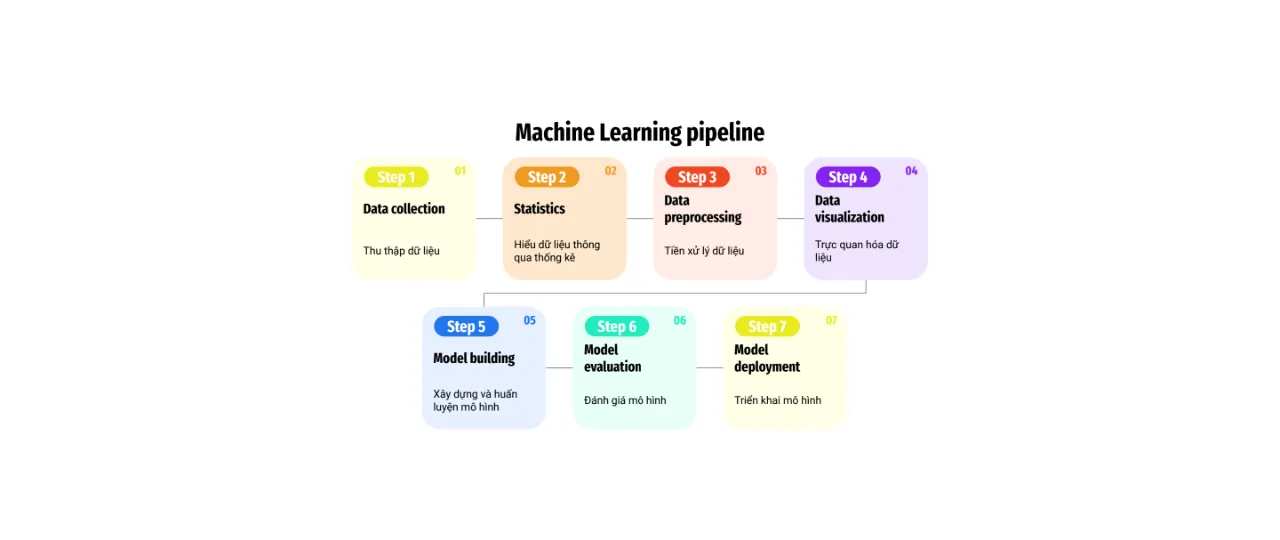 Machine Learning pipeline
Step 1
01
Data collection
Thu thập dữ liệu
Step 2
02
Statistics
Hiểu dữ liệu thông
qua thống kê
Step 3
03
Data
preprocessing
Tiền xử lý dữ liệu
Step 4
04
Data
visualization
Trực quan hóa dữ
liệu
Step 5
05
Model building
Xây dựng và huấn
luyện mô hình
Step 6
06
Model
evaluation
Đánh giá mô hình
Step 7
07
Model
deployment
Triển khai mô hình